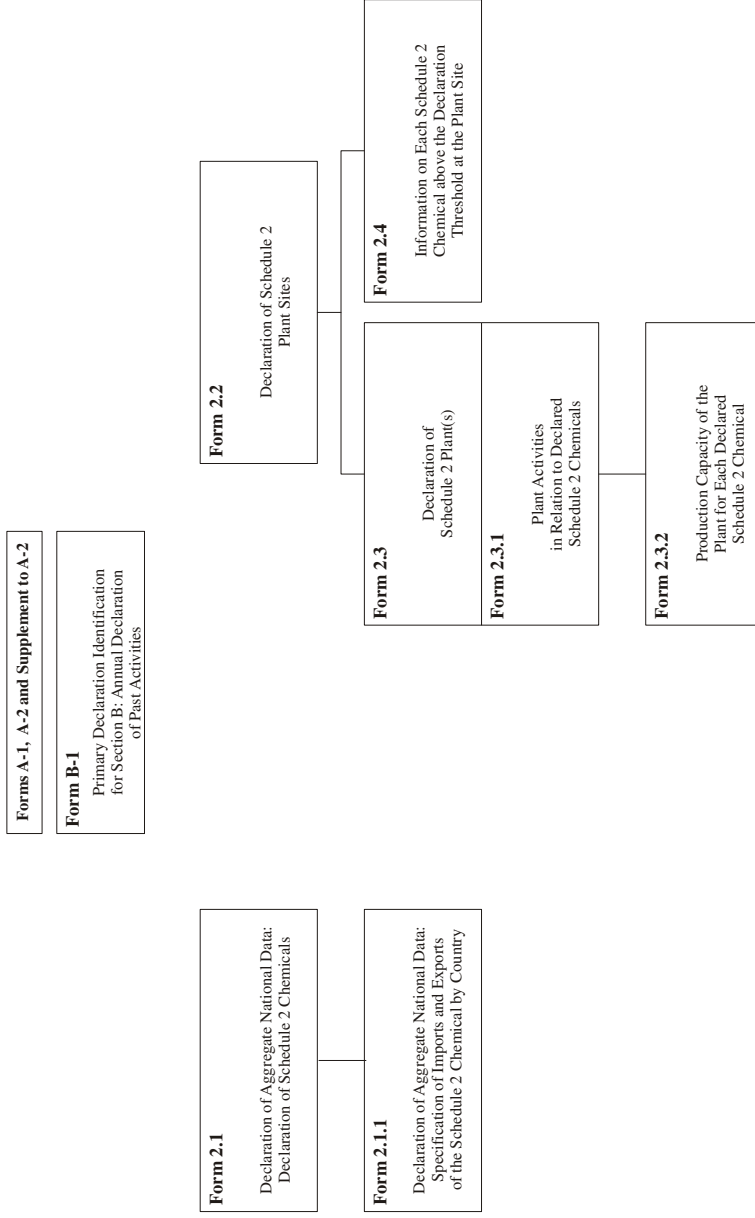 Forms A-1, A-2 and Supplement to A-2
Form B-1
Primary Declaration Identification
for Section B: Annual Declaration
of Past Activities
Form 2.1
Declaration of Aggregate National Data:
Declaration of Schedule 2 Chemicals
Form 2.1.1
Declaration of Aggregate National Data:
Specification of Imports and Exports
of the Schedule 2 Chemical by Country
Form 2.2
Declaration of Schedule 2
Plant Sites
Form 2.3
Declaration of
Schedule 2 Plant(s)
Form 2.3.1
Plant Activities
in Relation to Declared
Schedule 2 Chemicals
Form 2.3.2
Production Capacity of the
Plant for Each Declared
Schedule 2 Chemical
Form 2.4
Information on Each Schedule 2
Chemical above the Declaration
Threshold at the Plant Site